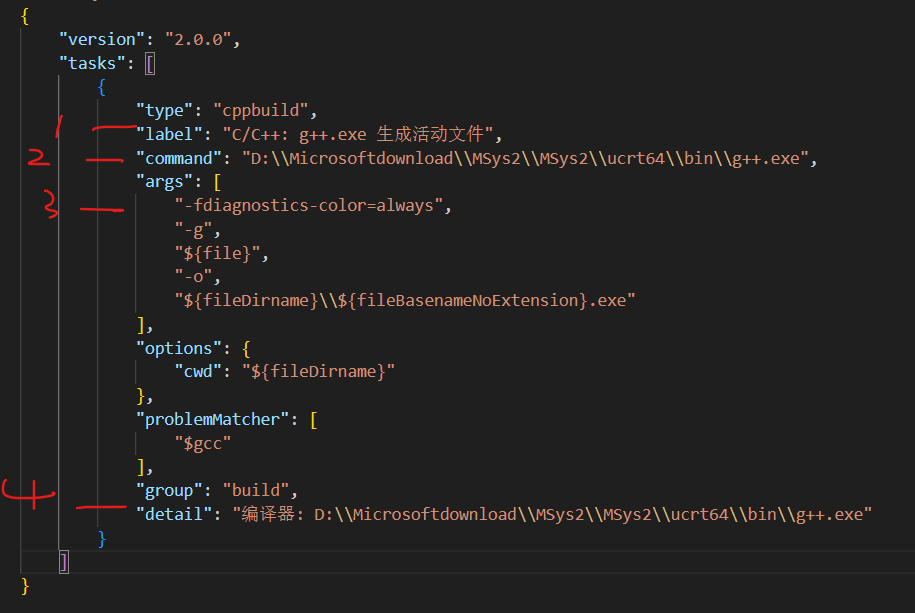 {
"version": "2.0.0",
"tasks": [
{
"type": "cppbuild",
1 "label": "C/C++: g++.exe 生成活动文件",
2 "command": "D:\\Microsoftdownload\\MSys2\\MSys2\\ucrt64\\bin\\g++.exe",
"args": [
3 "-fdiagnostics-color=always",
"-g",
"${file}",
"-o",
"${fileDirname}\\${fileBasenameNoExtension}.exe"
],
"options": {
"cwd": "${fileDirname}"
},
"problemMatcher": [
"$gcc"
],
"group": "build",
4 "detail": "编译器: D:\\Microsoftdownload\\MSys2\\MSys2\\ucrt64\\bin\\g++.exe"
}
]
}